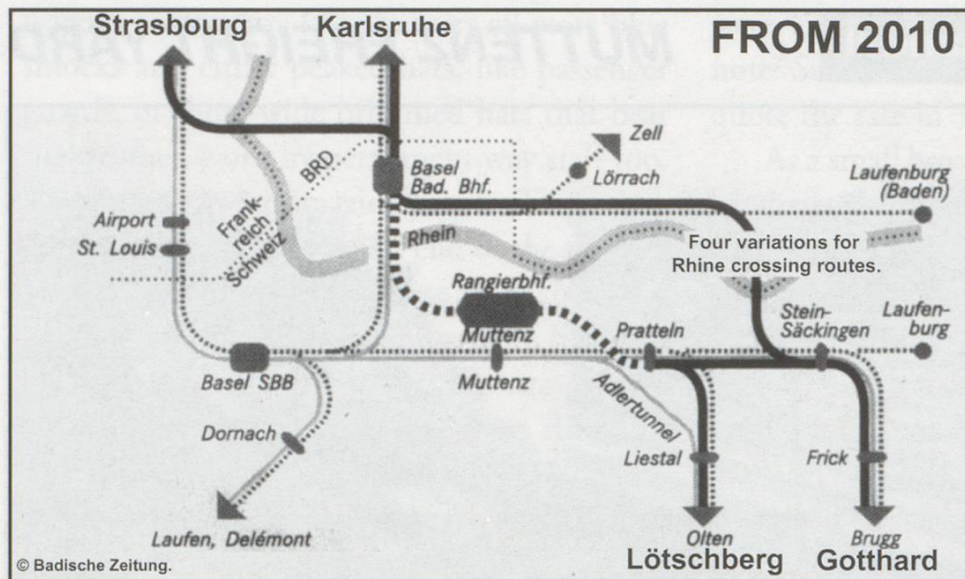 Strasbourg
Karlsruhe
FROM 2010
Zell
Lörrach
Basel
Bad. Bhf.
BRD
Frank-
reich
Schweiz
Laufenburg
(Baden)
Airport
St. Louis
Rhein
Four variations for
Rhine crossing routes.
Rangierbhf.
Muttenz
Pratteln
Stein-
Säckingen
Laufen-
burg
Basel SBB
Muttenz
Adlertunnel
Dornach
Liestal
Frick
Laufen, Delémont
Olten
Brugg
Lötschberg
Gotthard
© Badische Zeitung.